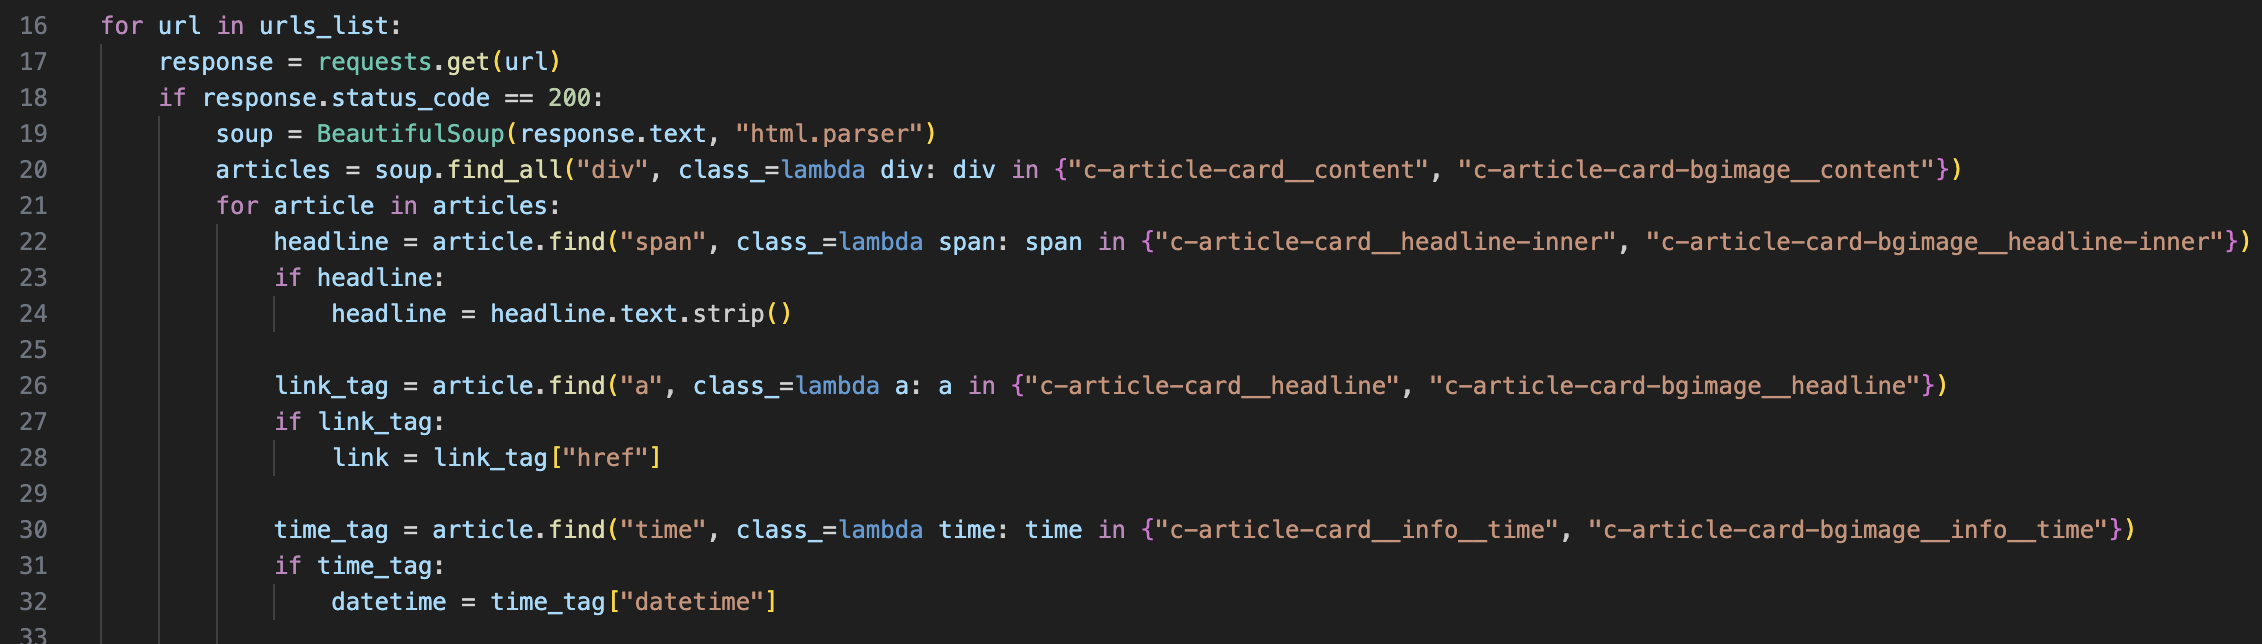 16 for url in urls_list:
17     response = requests.get(url)
18     if response.status_code == 200:
19         soup = BeautifulSoup(response.text, "html.parser")
20         articles = soup.find_all("div", class_=lambda div: div in {"c-article-card__content", "c-article-card-bgimage__content"})
21         for article in articles:
22             headline = article.find("span", class_=lambda span: span in {"c-article-card__headline-inner", "c-article-card-bgimage__headline-inner"})
23             if headline:
24                 headline = headline.text.strip()
25
26             link_tag = article.find("a", class_=lambda a: a in {"c-article-card__headline", "c-article-card-bgimage__headline"})
27             if link_tag:
28                 link = link_tag["href"]
29
30             time_tag = article.find("time", class_=lambda time: time in {"c-article-card__info__time", "c-article-card-bgimage__info__time"})
31             if time_tag:
32                 datetime = time_tag["datetime"]
33